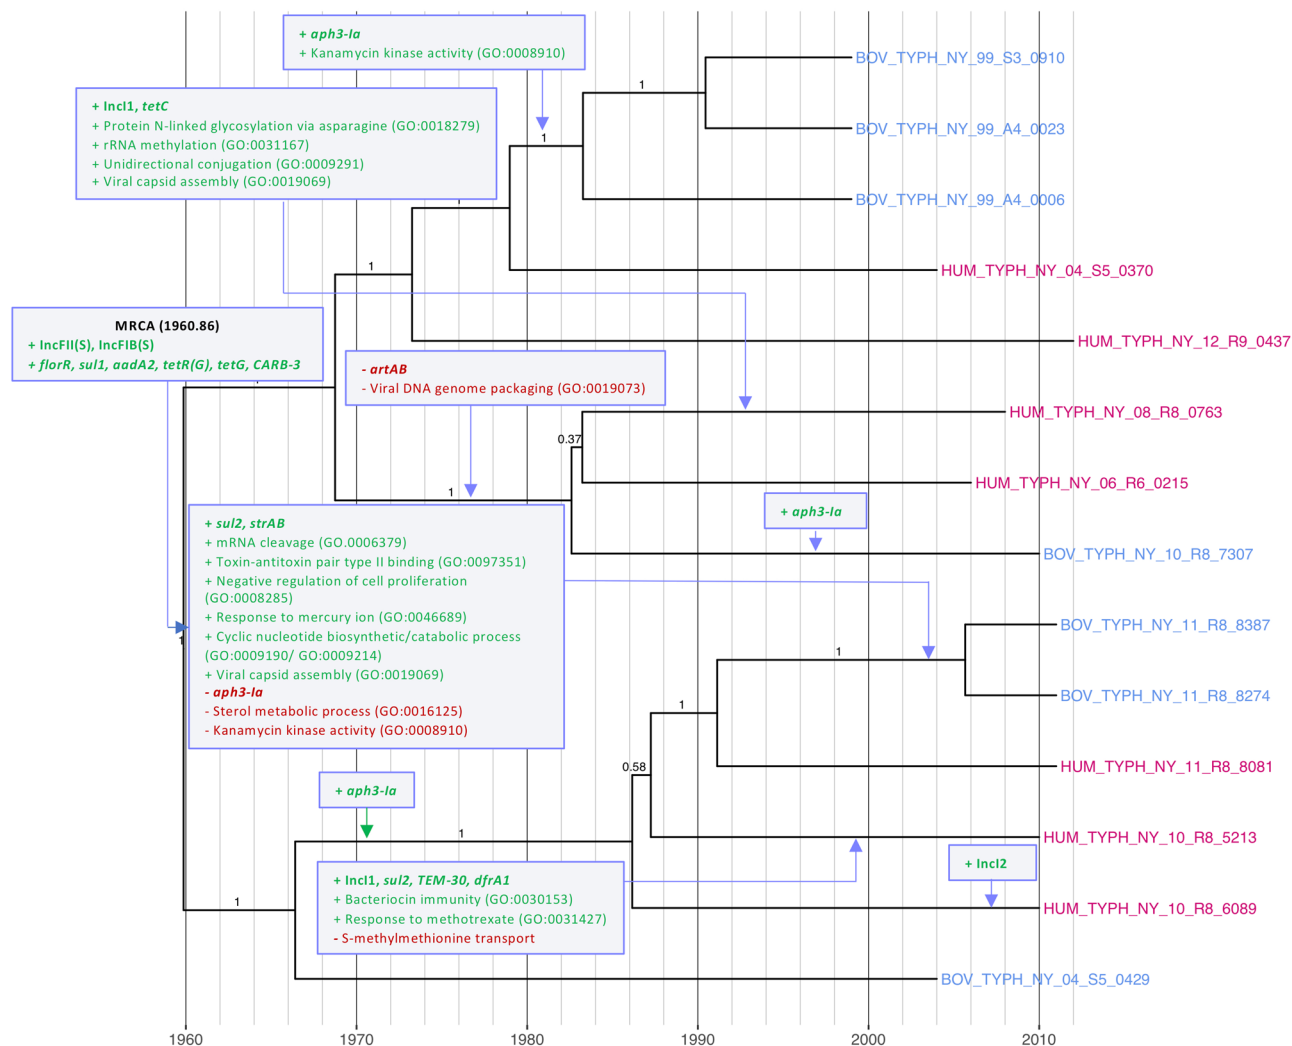 + aph3-Ia
+ Kanamycin kinase activity (GO:0008910)
BOV_TYPH_NY_99_S3_0910
1
+ IncI1, tetC
+ Protein N-linked glycosylation via asparagine (GO:0018279)
+ rRNA methylation (GO:0031167)
+ Unidirectional conjugation (GO:0009291)
+ Viral capsid assembly (GO:0019069)
BOV_TYPH_NY_99_A4_0023
1
BOV_TYPH_NY_99_A4_0006
1
HUM_TYPH_NY_04_S5_0370
MRCA (1960.86)
+ IncFII(S), IncFIB(S)
+ florR, sul1, aadA2, tetR(G), tetG, CARB-3
HUM_TYPH_NY_12_R9_0437
- artAB
- Viral DNA genome packaging (GO:0019073)
HUM_TYPH_NY_08_R8_0763
0.37
HUM_TYPH_NY_06_R6_0215
1
+ aph3-Ia
BOV_TYPH_NY_10_R8_7307
+ sul2, strAB
+ mRNA cleavage (GO.0006379)
+ Toxin-antitoxin pair type II binding (GO:0097351)
+ Negative regulation of cell proliferation
(GO:0008285)
+ Response to mercury ion (GO:0046689)
+ Cyclic nucleotide biosynthetic/catabolic process
(GO:0009190/ GO:0009214)
+ Viral capsid assembly (GO:0019069)
- aph3-Ia
- Sterol metabolic process (GO:0016125)
- Kanamycin kinase activity (GO:0008910)
1
BOV_TYPH_NY_11_R8_8387
1
BOV_TYPH_NY_11_R8_8274
1
HUM_TYPH_NY_11_R8_8081
0.58
+ aph3-Ia
1
HUM_TYPH_NY_10_R8_5213
+ IncI2
+ IncI1, sul2, TEM-30, dfrA1
+ Bacteriocin immunity (GO:0030153)
+ Response to methotrexate (GO:0031427)
- S-methylmethionine transport
HUM_TYPH_NY_10_R8_6089
1
BOV_TYPH_NY_04_S5_0429
1960 1970 1980 1990 2000 2010